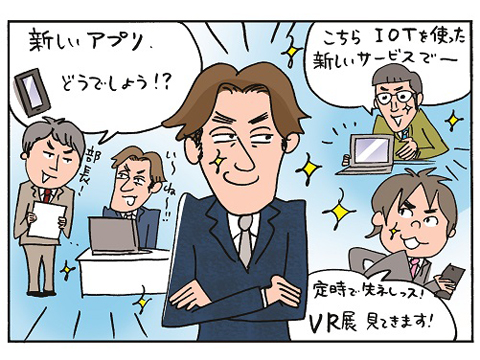 新しいアプリ、
どうでしょう!?
部長!
い〜ね〜!!
こちら IOTを使った
新しいサービスでー
定時で失ネしっス!
VR展 見てきます!